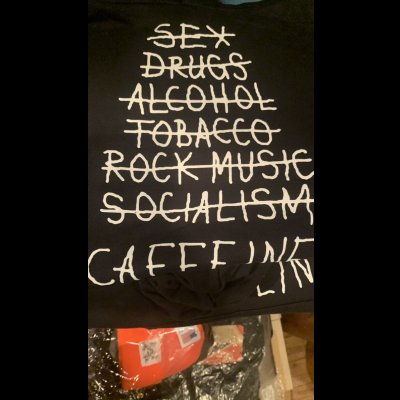 SEX
DRUGS
ALCOHOL
TOBACCO
ROCK MUSIC
SOCIALISM
CAFFEINE